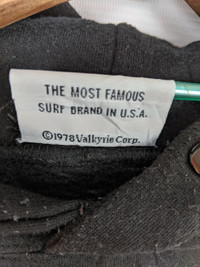 THE MOST FAMOUS
SURF BRAND IN U.S.A.
©1978 Valkyrie Corp.